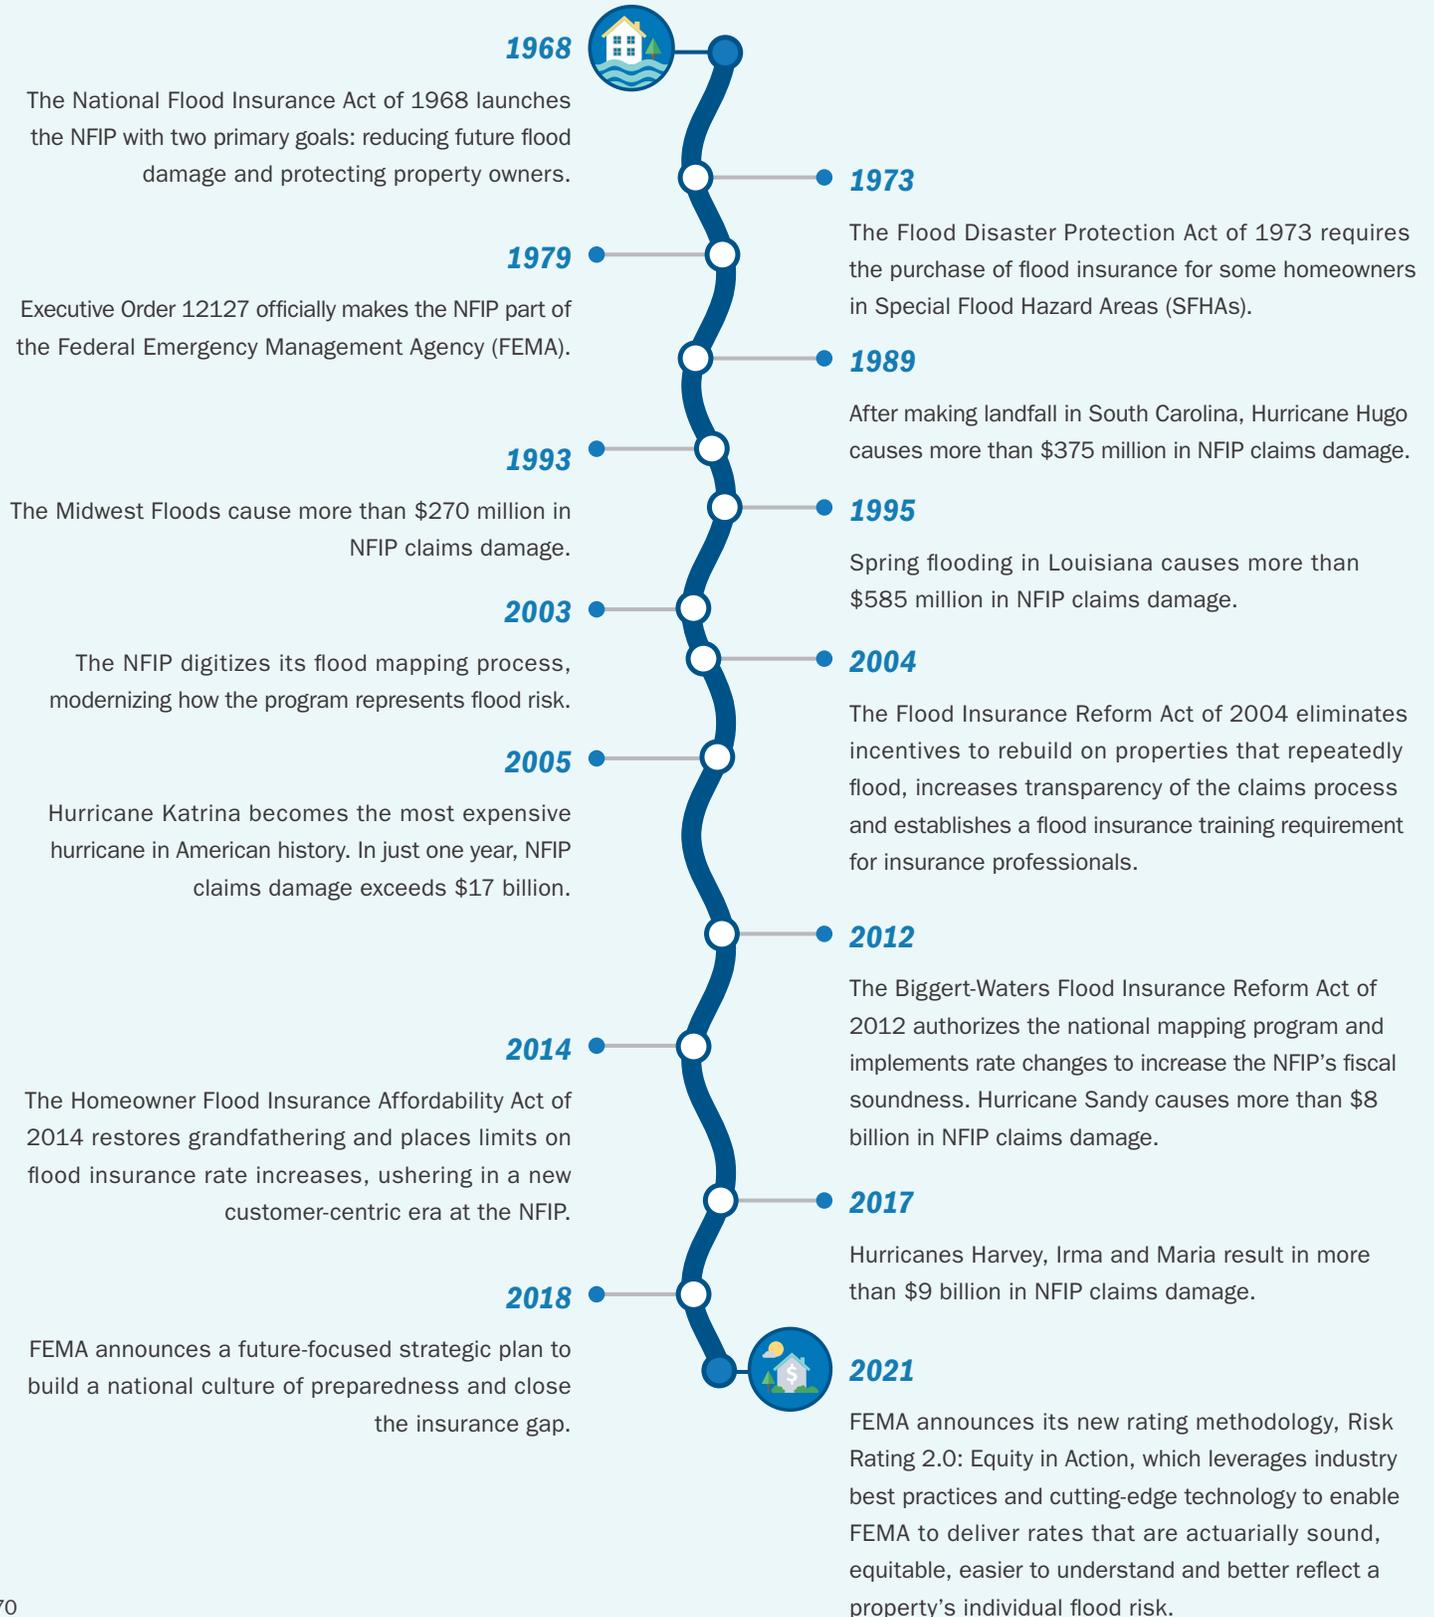 1968
The National Flood Insurance Act of 1968 launches
the NFIP with two primary goals: reducing future flood
damage and protecting property owners.
1973
The Flood Disaster Protection Act of 1973 requires
the purchase of flood insurance for some homeowners
in Special Flood Hazard Areas (SFHAs).
1979
Executive Order 12127 officially makes the NFIP part of
the Federal Emergency Management Agency (FEMA).
1989
After making landfall in South Carolina, Hurricane Hugo
causes more than $375 million in NFIP claims damage.
1993
The Midwest Floods cause more than $270 million in
NFIP claims damage.
1995
Spring flooding in Louisiana causes more than
$585 million in NFIP claims damage.
2003
The NFIP digitizes its flood mapping process,
modernizing how the program represents flood risk.
2004
The Flood Insurance Reform Act of 2004 eliminates
incentives to rebuild on properties that repeatedly
flood, increases transparency of the claims process
and establishes a flood insurance training requirement
for insurance professionals.
2005
Hurricane Katrina becomes the most expensive
hurricane in American history. In just one year, NFIP
claims damage exceeds $17 billion.
2012
The Biggert-Waters Flood Insurance Reform Act of
2012 authorizes the national mapping program and
implements rate changes to increase the NFIP’s fiscal
soundness. Hurricane Sandy causes more than $8
billion in NFIP claims damage.
2014
The Homeowner Flood Insurance Affordability Act of
2014 restores grandfathering and places limits on
flood insurance rate increases, ushering in a new
customer-centric era at the NFIP.
2017
Hurricanes Harvey, Irma and Maria result in more
than $9 billion in NFIP claims damage.
2018
FEMA announces a future-focused strategic plan to
build a national culture of preparedness and close
the insurance gap.
$
2021
FEMA announces its new rating methodology, Risk
Rating 2.0: Equity in Action, which leverages industry
best practices and cutting-edge technology to enable
FEMA to deliver rates that are actuarially sound,
equitable, easier to understand and better reflect a
property’s individual flood risk.
70